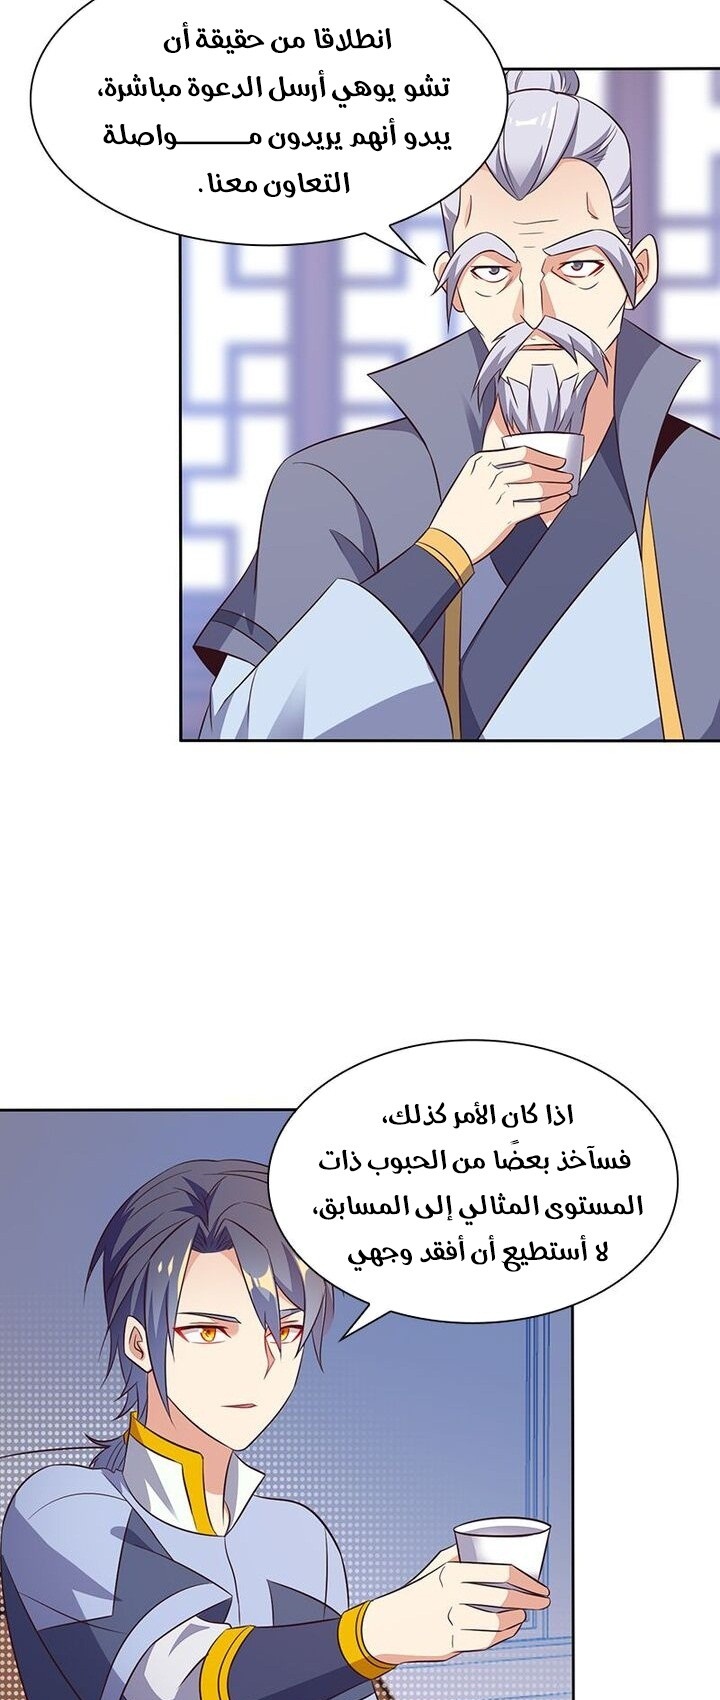 انطلاقا من حقيقة أن
تشو يوهي أرسل الدعوة مباشرة،
يبدو أنهم يريدون مـــــواصلة
التعاون معنا.
اذا كان الأمر كذلك،
فسآخذ بعضًا من الحبوب ذات
المستوى المثالي إلى المسابق،
لا أستطيع أن أفقد وجهي